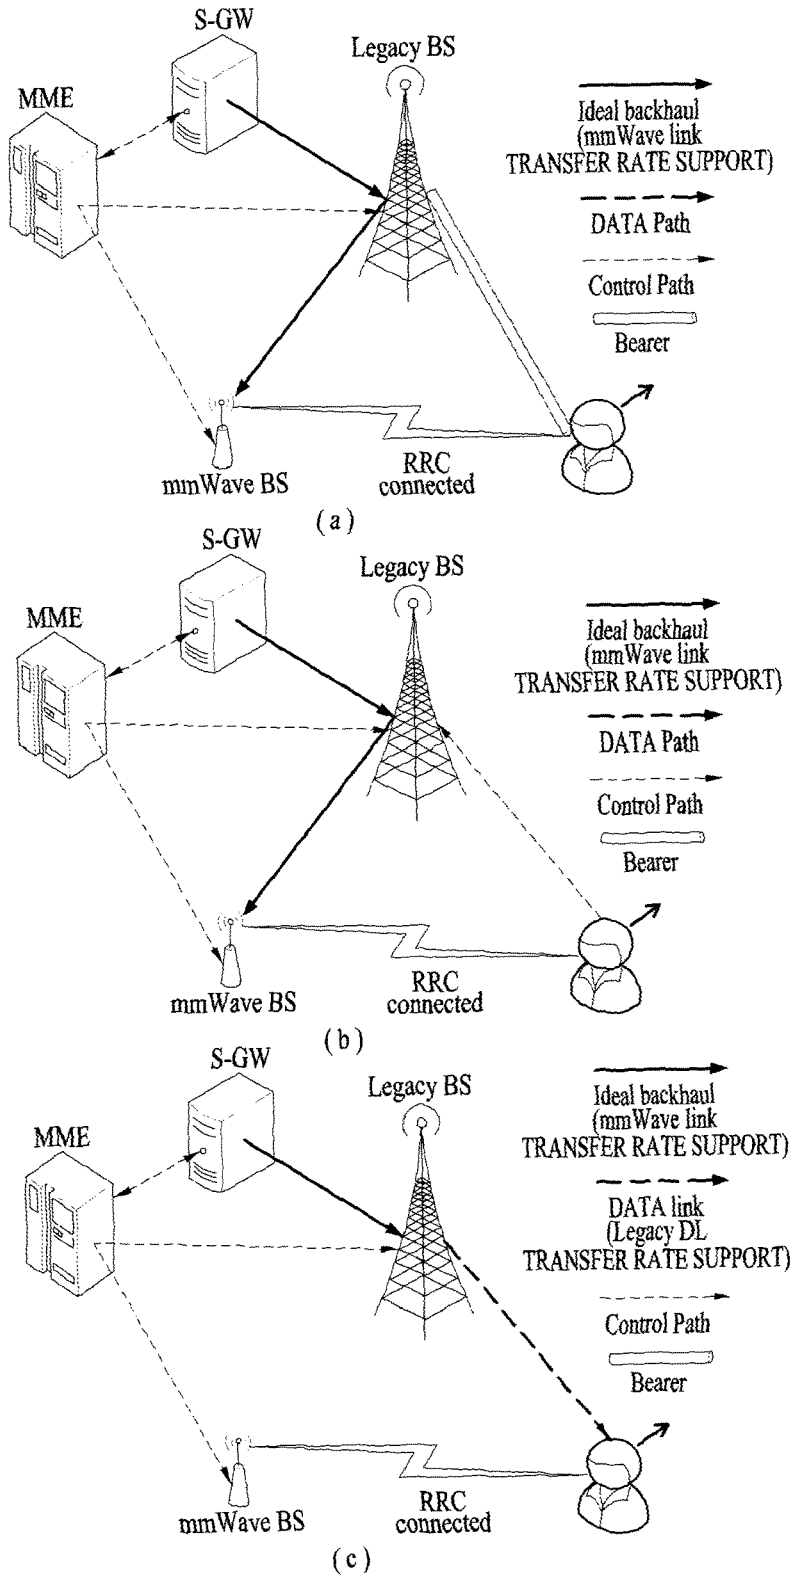 S-GW
Legacy BS
MME
Ideal backhaul
(mmWave link
TRANSFER RATE SUPPORT)
DATA Path
Control Path
Bearer
RRC
connected
mmWave BS
(a)
S-GW
Legacy BS
MME
Ideal backhaul
(mmWave link
TRANSFER RATE SUPPORT)
DATA Path
Control Path
Bearer
RRC
connected
mmWave BS
(b)
S-GW
Legacy BS
MME
Ideal backhaul
(mmWave link
TRANSFER RATE SUPPORT)
DATA link
(Legacy DL
TRANSFER RATE SUPPORT)
Control Path
Bearer
RRC
connected
mmWave BS
(c)